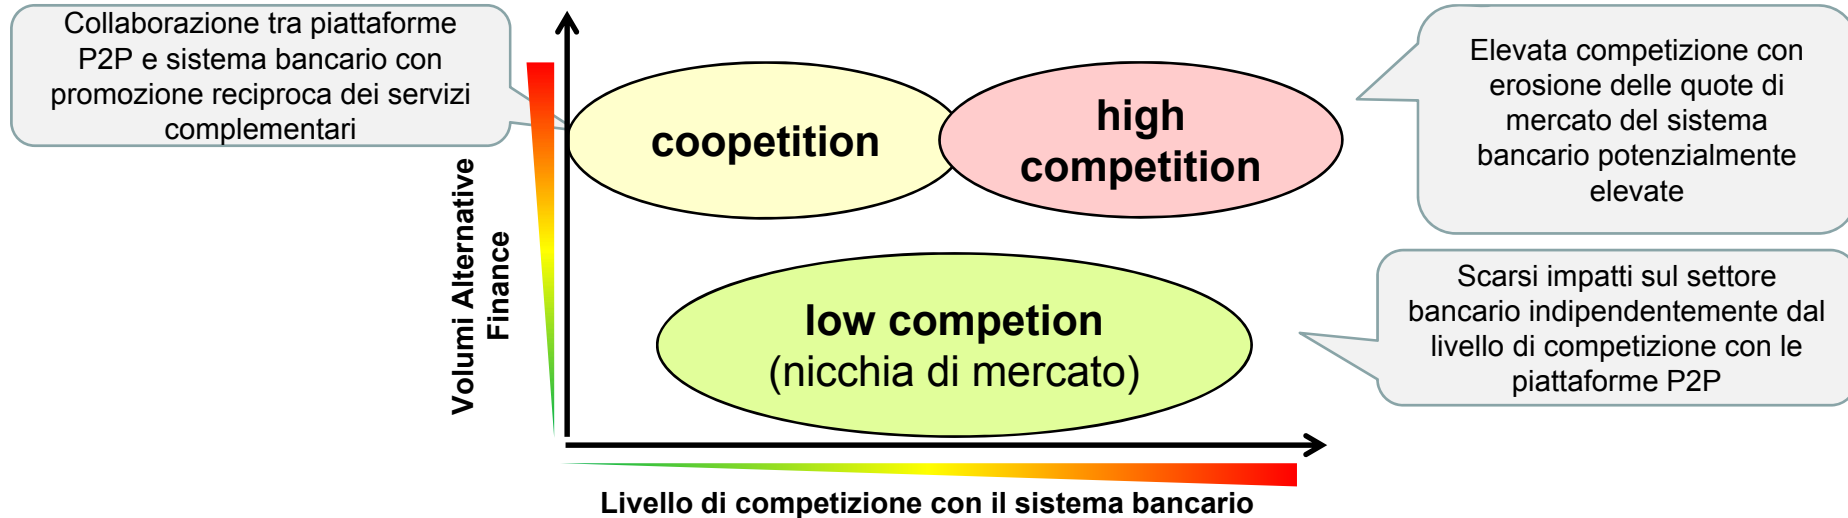 Collaborazione tra piattaforme
P2P e sistema bancario con
promozione reciproca dei servizi
complementari
coopetition
high
competition
Elevata competizione con
erosione delle quote di
mercato del sistema
bancario potenzialmente
elevate
Volumi Alternative
Finance
low competion
(nicchia di mercato)
Scarsi impatti sul settore
bancario indipendentemente dal
livello di competizione con le
piattaforme P2P
Livello di competizione con il sistema bancario